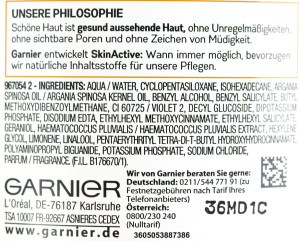 UNSERE PHILOSOPHIE
Schöne Haut ist gesund aussehende Haut, ohne Unregelmäßigkeiten,
ohne sichtbare Poren und ohne Zeichen von Müdigkeit.
Garnier entwickelt SkinActive: Wann immer möglich, bevorzugen
wir natürliche Inhaltsstoffe für unsere Pflegen.
967054 2 - INGREDIENTS: AQUA / WATER, CYCLOPENTASILOXANE, ISOHEXADECANE, ARGANIA
SPINOSA OIL / ARGANIA SPINOSA KERNEL OIL, BENZYL ALCOHOL, BENZYL SALICYLATE, BUTYL
METHOXYDIBENZOYLMETHANE, CI 60725 / VIOLET 2, DECYL GLUCOSIDE, DIPOTASSIUM
PHOSPHATE, DISODIUM EDTA, ETHYLHEXYL METHOXYCINNAMATE, ETHYLHEXYL SALICYLATE,
GERANIOL, HAEMATOCOCCUS PLUVIALIS / HAEMATOCOCCUS PLUVIALIS EXTRACT, HEXYLENE
GLYCOL, LIMONENE, LINALOOL, PENTAERYTHRITYL TETRA-DI-T-BUTYL HYDROXYHYDROCINNAMATE,
POLYAMINOPROPYL BIGUANIDE, POTASSIUM PHOSPHATE, SODIUM CHLORIDE,
PARFUM / FRAGRANCE. (F.I.L. B176670/1).
GARNIER
L'Oréal, DE-76187 Karlsruhe
TSA 10007 FR-92667 ASNIERES CEDEX
www.garnier.de
Wir von Garnier beraten Sie gerne:
Deutschland: 0211/544 771 91 (zu
Festnetzgebühren nach Tarif Ihres
Telefonanbieters)
Österreich:
0800/230 240
(Nulltarif)
36MD1C
3605053887386